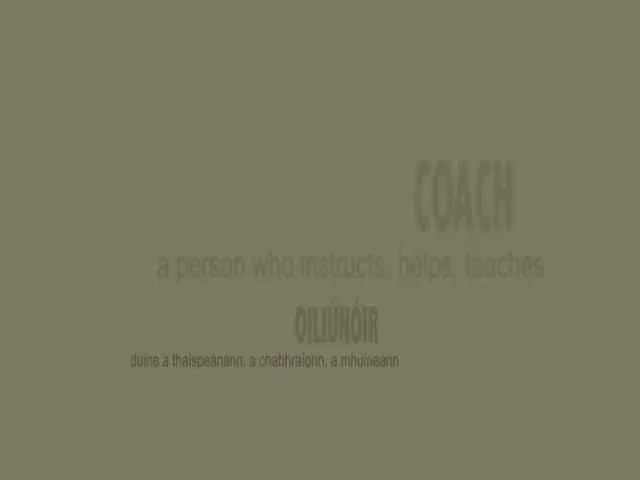 COACH
a person who instructs, helps, teaches
OILIÚNÓIR
duine a thaispeánann, a chabhraíonn, a mhúineann